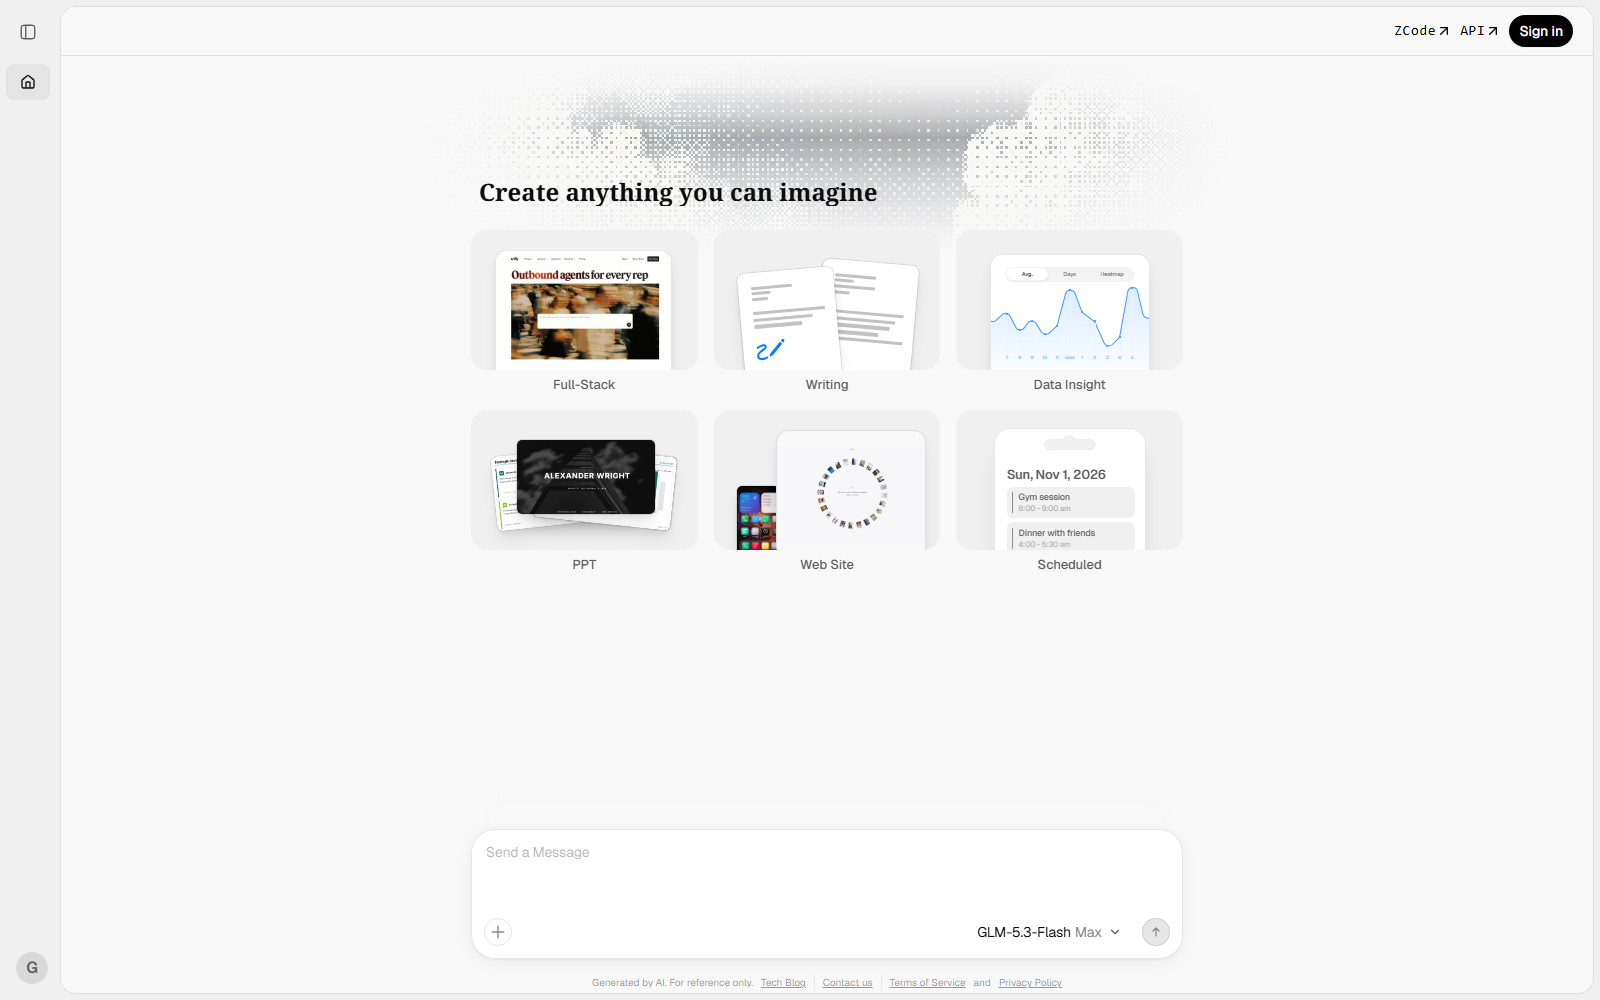 ZCode API Sign in
Create anything you can imagine
Outbound agents for every rep
Full-Stack
Writing
Avg. Days Heatmap
Data Insight
ALEXANDER WRIGHT
PPT
Web Site
Sun, Nov 1, 2026
Gym session
8:00 - 9:00 am
Dinner with friends
4:00 - 5:30 am
Scheduled
Send a Message
GLM-5.3-Flash Max
G
Generated by AI. For reference only. Tech Blog Contact us Terms of Service and Privacy Policy